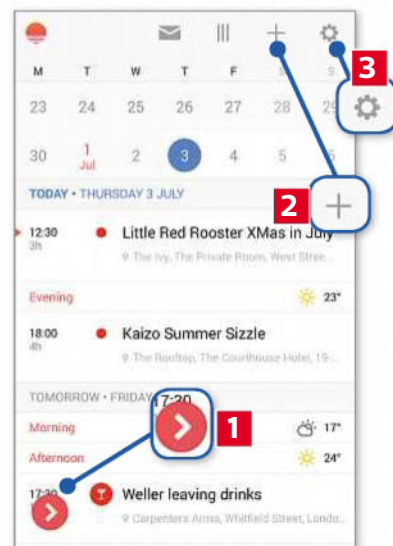 3
M T W T F S S
23 24 25 26 27 28 29
30 1 2 3 4 5 6
Jul
TODAY • THURSDAY 3 JULY
2
12:30 Little Red Rooster XMas in July
3h The Ivy, The Private Room, West Stree...
Evening 23°
18:00 Kaizo Summer Sizzle
4h The Rooftop, The Courthouse Hotel, 19-...
TOMORROW • FRIDAY
17:30
1
Morning 17°
Afternoon 24°
17:30 Weller leaving drinks
Carpenters Arms, Whitfield Street, Londo...